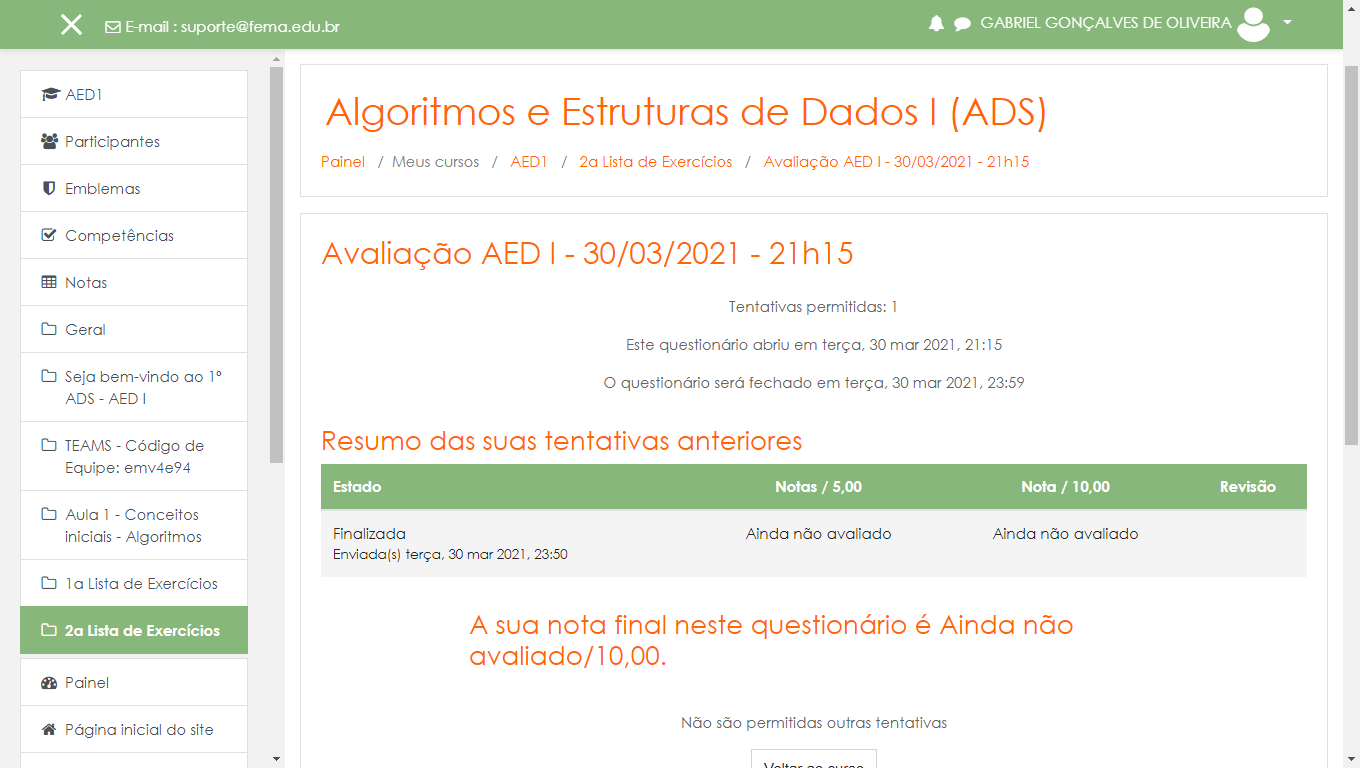 E-mail : suporte@fema.edu.br
GABRIEL GONÇALVES DE OLIVEIRA
AED1
Participantes
Emblemas
Competências
Notas
Geral
Seja bem-vindo ao 1º
ADS - AED I
TEAMS - Código de
Equipe: emv4e94
Aula 1 - Conceitos
iniciais - Algoritmos
1a Lista de Exercícios
2a Lista de Exercícios
Painel
Página inicial do site
Algoritmos e Estruturas de Dados I (ADS)
Painel / Meus cursos / AED1 / 2a Lista de Exercícios / Avaliação AED I - 30/03/2021 - 21h15
Avaliação AED I - 30/03/2021 - 21h15
Tentativas permitidas: 1
Este questionário abriu em terça, 30 mar 2021, 21:15
O questionário será fechado em terça, 30 mar 2021, 23:59
Resumo das suas tentativas anteriores
Estado Notas / 5,00 Nota / 10,00 Revisão
Finalizada Ainda não avaliado Ainda não avaliado
Enviada(s) terça, 30 mar 2021, 23:50
A sua nota final neste questionário é Ainda não
avaliado/10,00.
Não são permitidas outras tentativas
Voltar ao curso